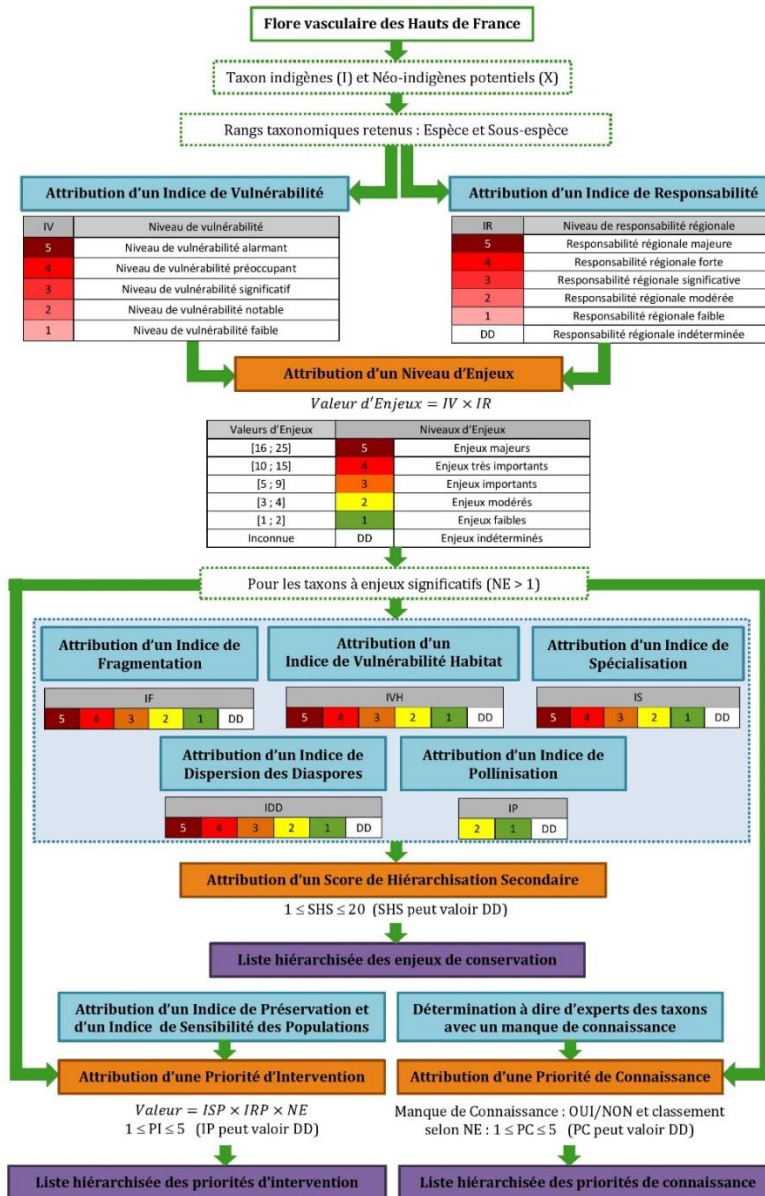 Flore vasculaire des Hauts de France
Taxon indigènes (I) et Néo-indigènes potentiels (X)
Rangs taxonomiques retenus : Espèce et Sous-espèce
Attribution d'un Indice de Vulnérabilité
IV Niveau de vulnérabilité
5 Niveau de vulnérabilité alarmant
4 Niveau de vulnérabilité préoccupant
3 Niveau de vulnérabilité significatif
2 Niveau de vulnérabilité notable
1 Niveau de vulnérabilité faible
Attribution d'un Indice de Responsabilité
IR Niveau de responsabilité régionale
5 Responsabilité régionale majeure
4 Responsabilité régionale forte
3 Responsabilité régionale significative
2 Responsabilité régionale modérée
1 Responsabilité régionale faible
DD Responsabilité régionale indéterminée
Attribution d'un Niveau d'Enjeux
Valeur d'Enjeux = IV × IR
Valeurs d'Enjeux Niveaux d'Enjeux
[16 ; 25] 5 Enjeux majeurs
[10 ; 15] 4 Enjeux très importants
[5 ; 9] 3 Enjeux importants
[3 ; 4] 2 Enjeux modérés
[1 ; 2] 1 Enjeux faibles
Inconnue DD Enjeux indéterminés
Pour les taxons à enjeux significatifs (NE > 1)
Attribution d'un Indice de
Fragmentation
IF
5 4 3 2 1 DD
Attribution d'un
Indice de Vulnérabilité Habitat
IVH
5 4 3 2 1 DD
Attribution d'un Indice de
Spécialisation
IS
5 4 3 2 1 DD
Attribution d'un Indice de
Dispersion des Diaspores
IDD
5 4 3 2 1 DD
Attribution d'un Indice de
Pollinisation
IP
2 1 DD
Attribution d'un Score de Hiérarchisation Secondaire
1 ≤ SHS ≤ 20 (SHS peut valoir DD)
Liste hiérarchisée des enjeux de conservation
Attribution d'un Indice de Préservation et
d'un Indice de Sensibilité des Populations
Attribution d'une Priorité d'Intervention
Valeur = ISP × IRP × NE
1 ≤ PI ≤ 5 (IP peut valoir DD)
Liste hiérarchisée des priorités d'intervention
Détermination à dire d'experts des taxons
avec un manque de connaissance
Attribution d'une Priorité de Connaissance
Manque de Connaissance : OUI/NON et classement
selon NE : 1 ≤ PC ≤ 5 (PC peut valoir DD)
Liste hiérarchisée des priorités de connaissance